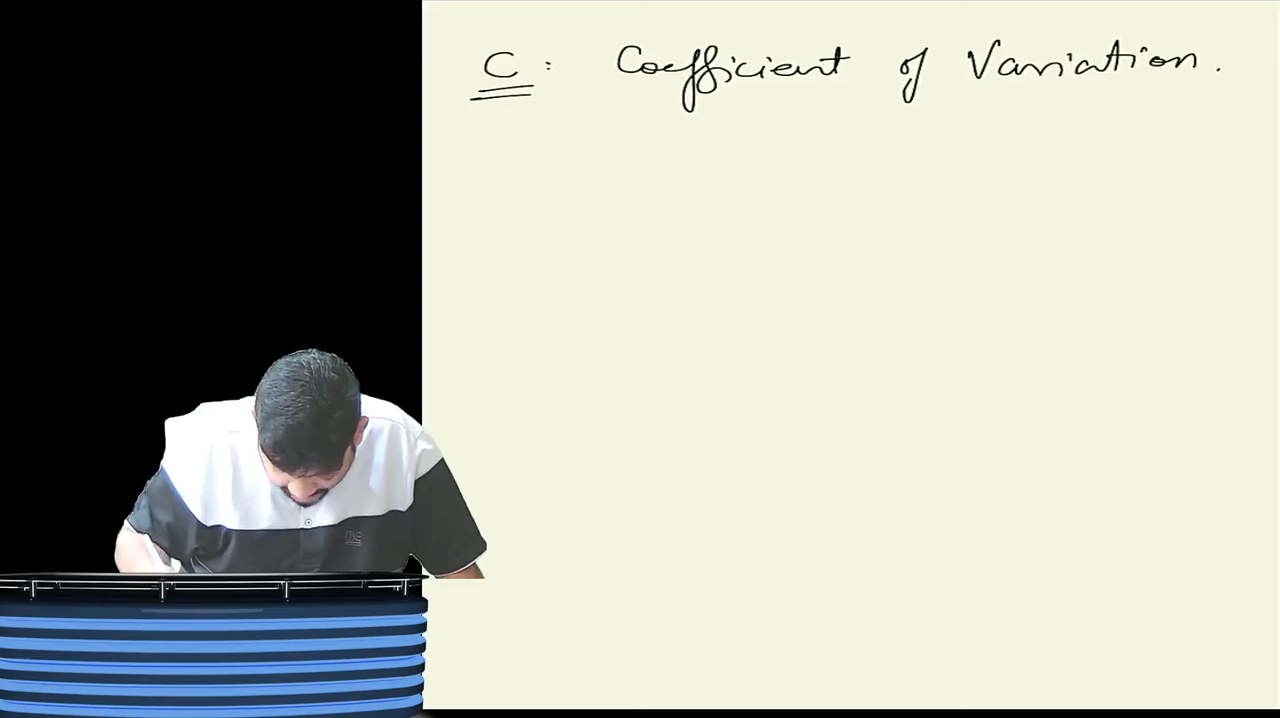 C : Coefficient of Variation.